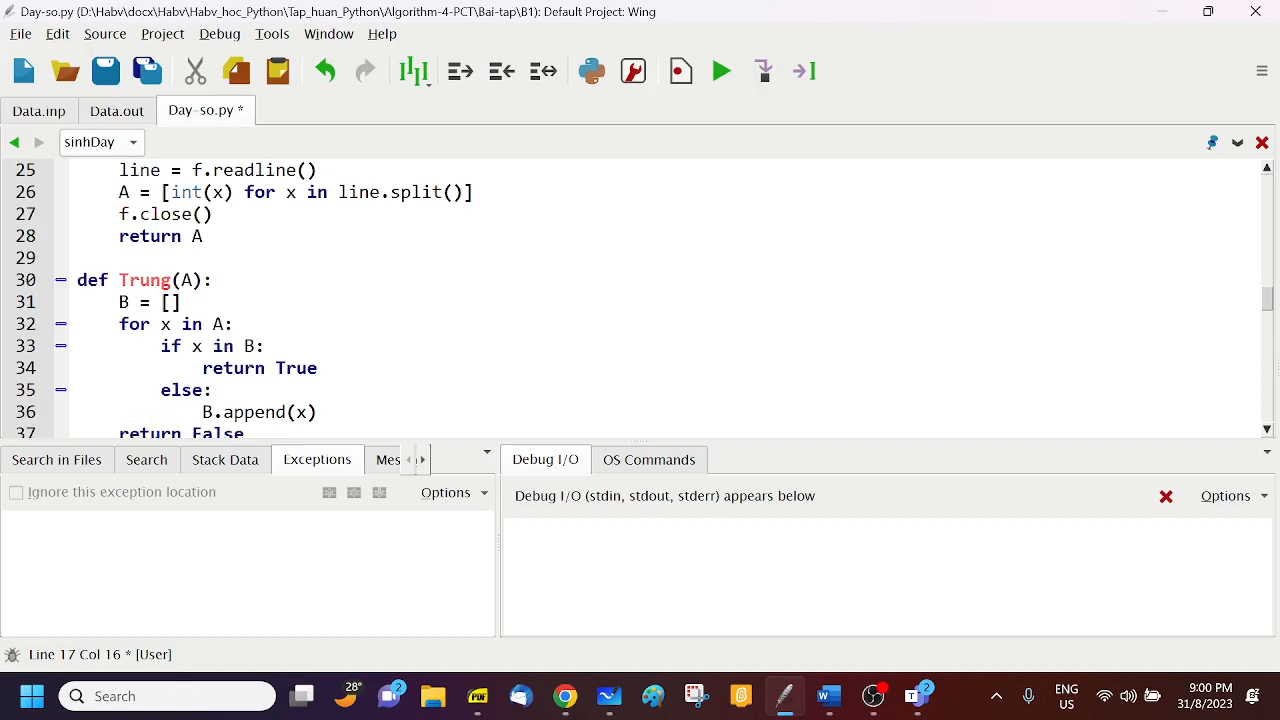 Day-so.py (D:\Habv\docx\Habv\Habv_hoc_Python\Tap_huan_Python\Algorithm-4-PCT\Bai-tap\B1): Default Project: Wing
File Edit Source Project Debug Tools Window Help
Data.inp Data.out Day-so.py *
sinhDay
25 line = f.readline()
26 A = [int(x) for x in line.split()]
27 f.close()
28 return A
29
30 def Trung(A):
31 B = []
32 for x in A:
33 if x in B:
34 return True
35 else:
36 B.append(x)
37 return False
Search in Files Search Stack Data Exceptions Mes Debug I/O OS Commands
Ignore this exception location Options Debug I/O (stdin, stdout, stderr) appears below Options
Line 17 Col 16 * [User]
Search 28° 2 PDF 2 ENG 9:00 PM
US 31/8/2023